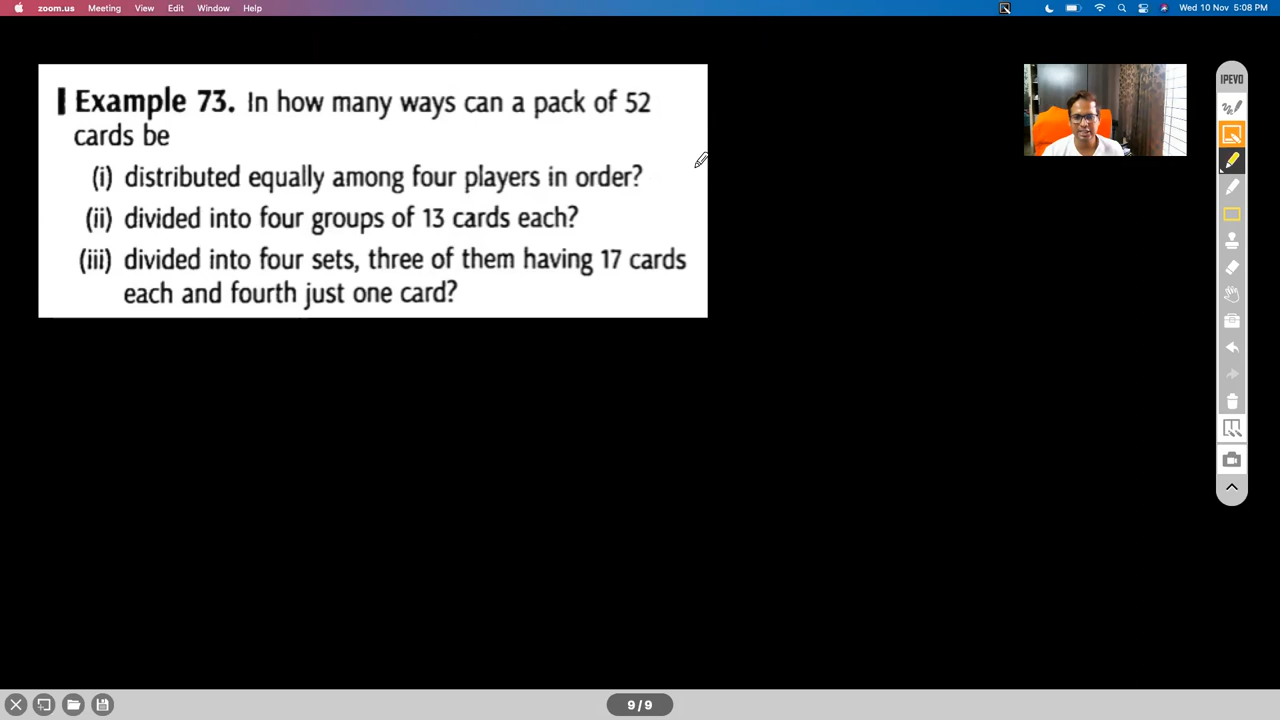 zoom.us Meeting View Edit Window Help
Wed 10 Nov 5:08 PM
IPEVO
Example 73. In how many ways can a pack of 52
cards be
(i) distributed equally among four players in order?
(ii) divided into four groups of 13 cards each?
(iii) divided into four sets, three of them having 17 cards
each and fourth just one card?
9/9